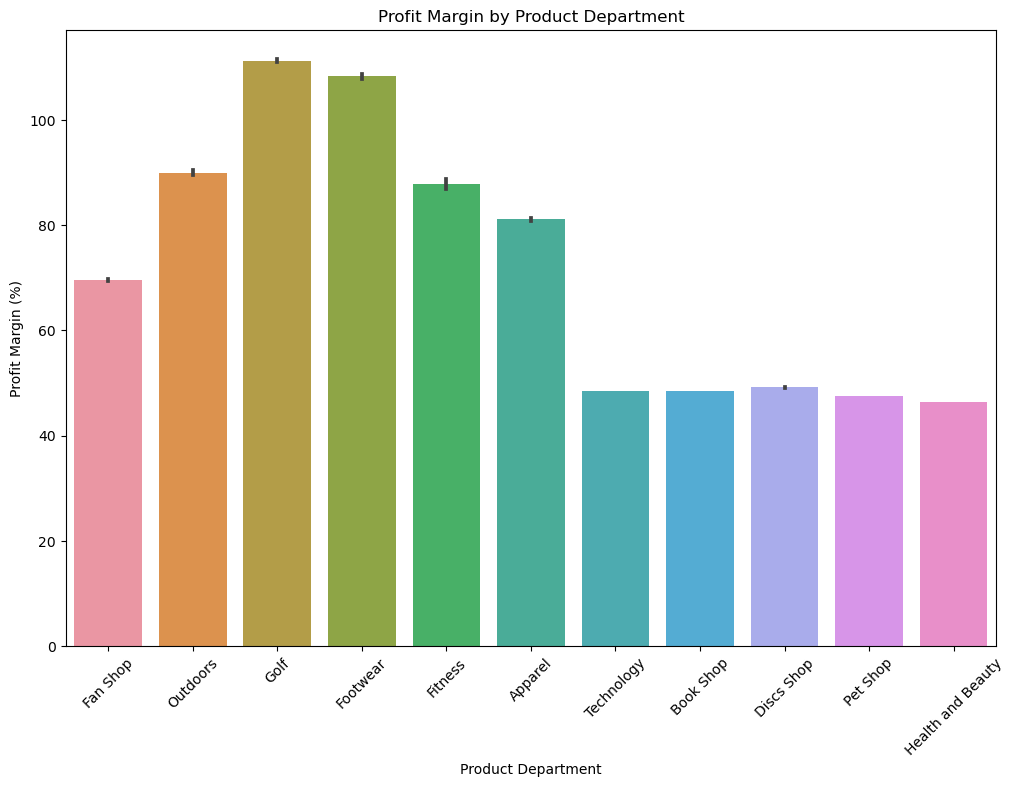 Profit Margin by Product Department
Profit Margin (%)
100
80
60
40
20
0
Fan Shop
Outdoors
Golf
Footwear
Fitness
Apparel
Technology
Book Shop
Discs Shop
Pet Shop
Health and Beauty
Product Department